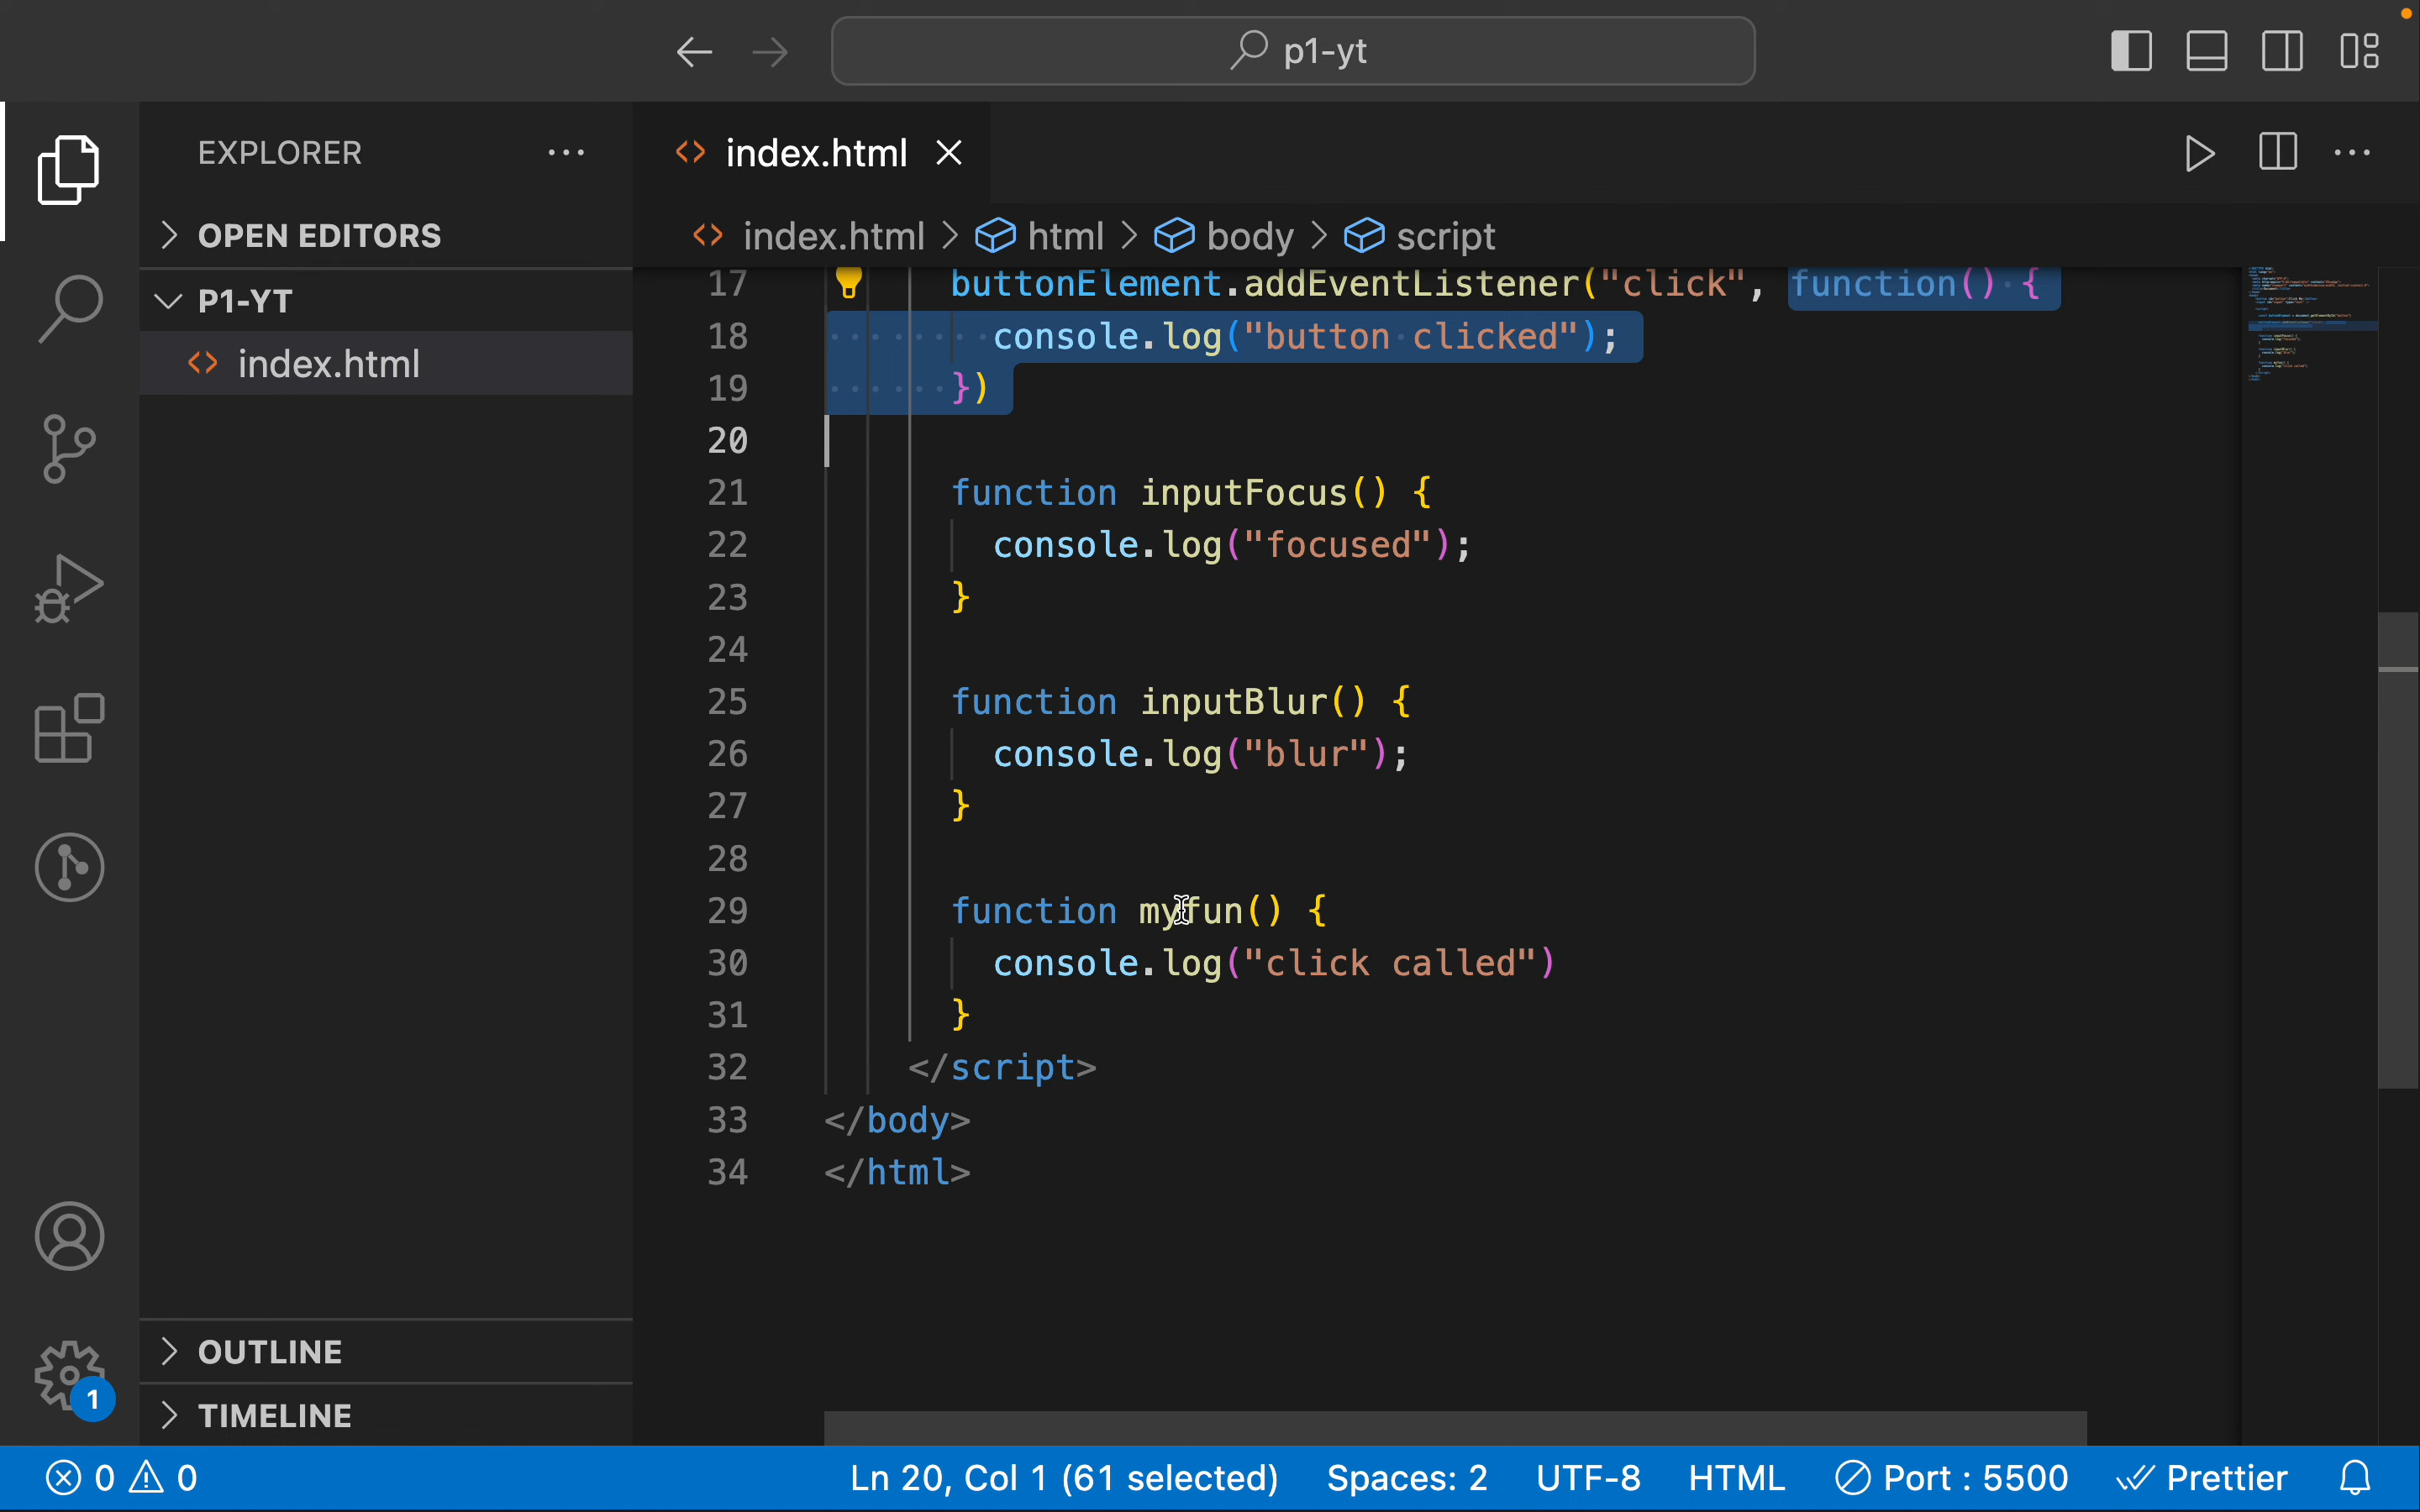 p1-yt
EXPLORER
index.html
OPEN EDITORS
P1-YT
index.html
index.html > html > body > script
17 buttonElement.addEventListener("click", function() {
18 console.log("button clicked");
19 })
20
21 function inputFocus() {
22 console.log("focused");
23 }
24
25 function inputBlur() {
26 console.log("blur");
27 }
28
29 function myfun() {
30 console.log("click called")
31 }
32 </script>
33 </body>
34 </html>
OUTLINE
TIMELINE
1
0 0 Ln 20, Col 1 (61 selected) Spaces: 2 UTF-8 HTML Port : 5500 Prettier